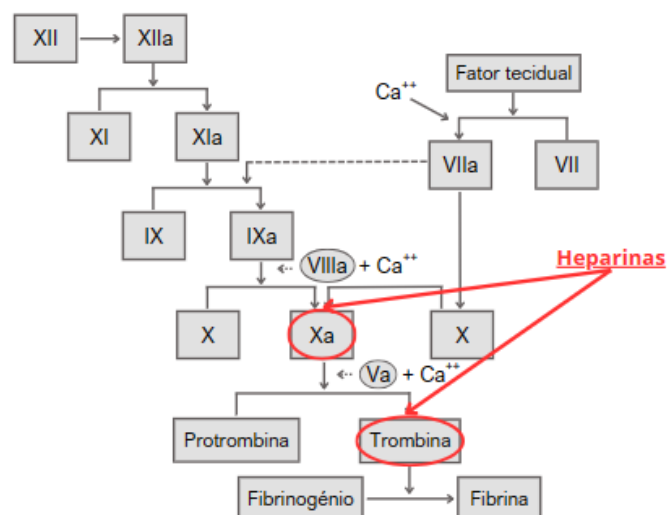 XII XIIa
Fator tecidual
Ca⁺⁺
XI XIa VIIa VII
IX IXa
Heparinas
VIIIa + Ca⁺⁺
X Xa X
Va + Ca⁺⁺
Protrombina Trombina
Fibrinogénio Fibrina